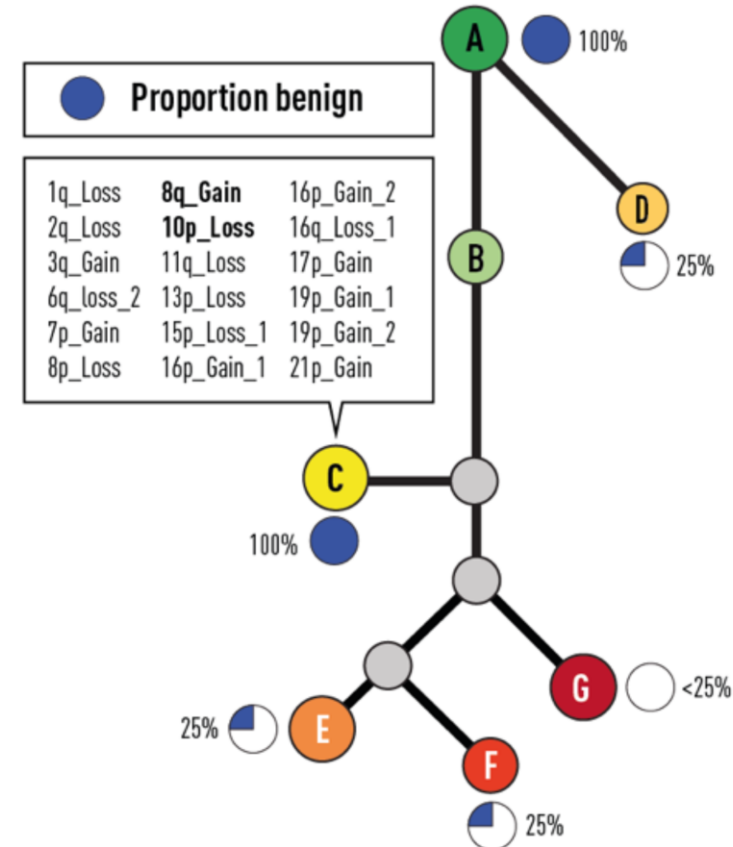 A
100%
Proportion benign
1q_Loss 8q_Gain 16p_Gain_2
2q_Loss 10p_Loss 16q_Loss_1
3q_Gain 11q_Loss 17p_Gain
6q_loss_2 13p_Loss 19p_Gain_1
7p_Gain 15p_Loss_1 19p_Gain_2
8p_Loss 16p_Gain_1 21p_Gain
D
25%
B
C
100%
G
<25%
25%
E
F
25%